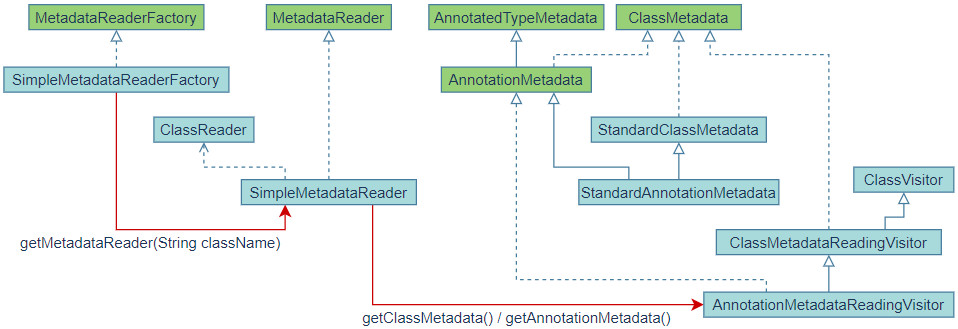 MetadataReaderFactory
MetadataReader
AnnotatedTypeMetadata
ClassMetadata
SimpleMetadataReaderFactory
AnnotationMetadata
ClassReader
StandardClassMetadata
SimpleMetadataReader
StandardAnnotationMetadata
ClassVisitor
getMetadataReader(String className)
ClassMetadataReadingVisitor
AnnotationMetadataReadingVisitor
getClassMetadata() / getAnnotationMetadata()